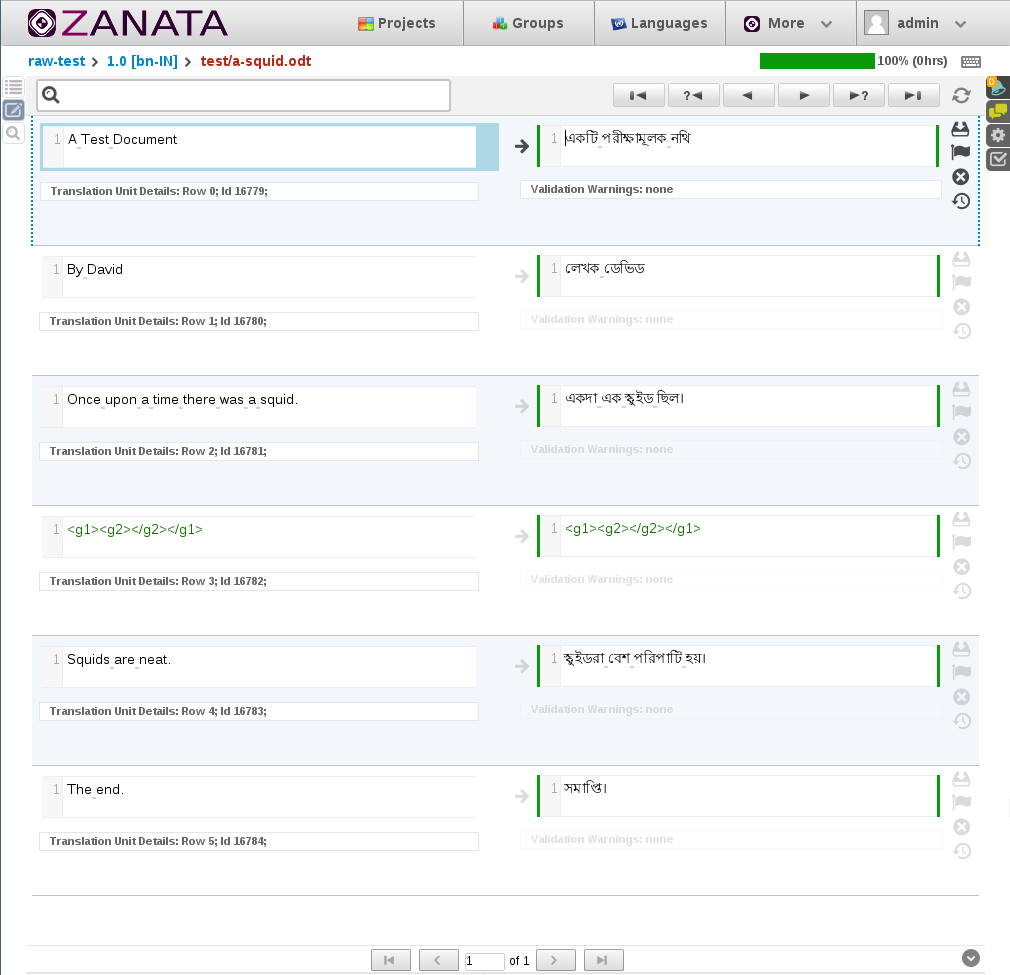 ZANATA Projects Groups Languages More admin
raw-test > 1.0 [bn-IN] > test/a-squid.odt 100% (0hrs)
?◄ ◄ ► ►?
0
1 A Test Document
1 একটি পরীক্ষামূলক নথি
Translation Unit Details: Row 0; Id 16779;
Validation Warnings: none
1 By David
1 লেখক ডেভিড
Translation Unit Details: Row 1; Id 16780;
Validation Warnings: none
1 Once upon a time there was a squid.
1 একদা এক স্কুইড ছিল।
Translation Unit Details: Row 2; Id 16781;
Validation Warnings: none
1 <g1><g2></g2></g1>
1 <g1><g2></g2></g1>
Translation Unit Details: Row 3; Id 16782;
Validation Warnings: none
1 Squids are neat.
1 স্কুইডরা বেশ পরিপাটি হয়।
Translation Unit Details: Row 4; Id 16783;
Validation Warnings: none
1 The end.
1 সমাপ্তি।
Translation Unit Details: Row 5; Id 16784;
Validation Warnings: none
1 of 1